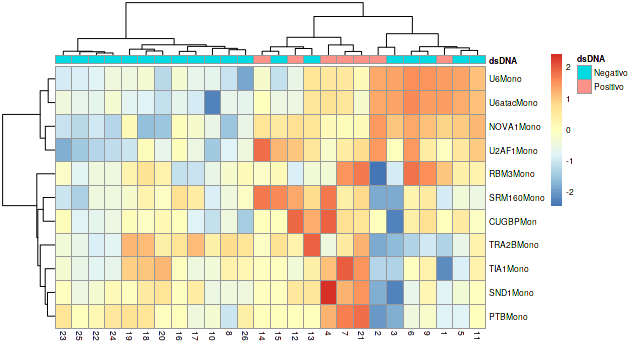 dsDNA
U6Mono
U6atacMono
NOVA1Mono
U2AF1Mono
RBM3Mono
SRM160Mono
CUGBPMon
TRA2BMono
TIA1Mono
SND1Mono
PTBMono
23 25 22 24 19 18 20 16 17 10 8 26 14 15 12 13 4 7 21 2 3 6 9 1 5 11
2
1
0
-1
-2
dsDNA
Negativo
Positivo